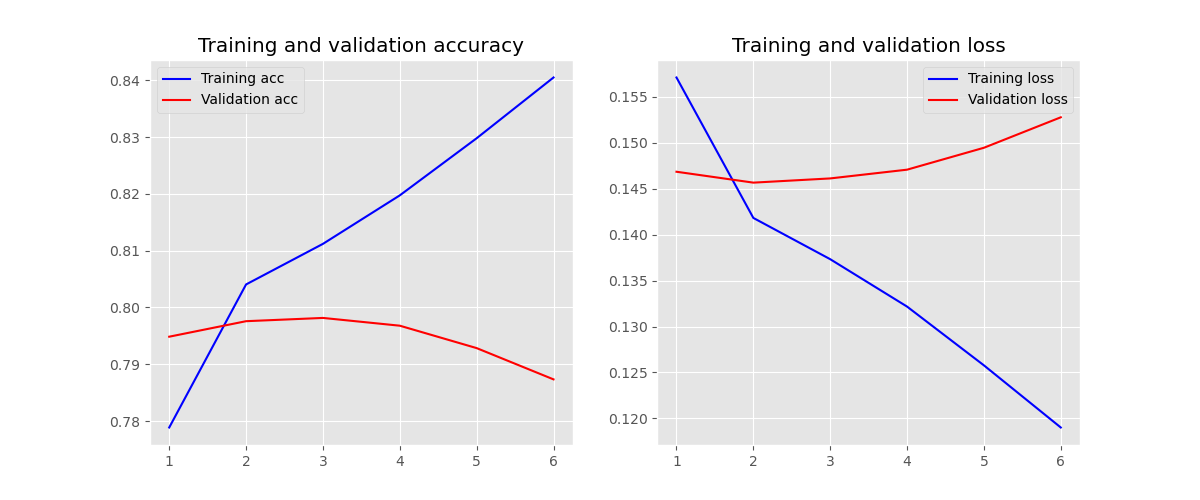 Training and validation accuracy
Training acc
Validation acc
0.84
0.83
0.82
0.81
0.80
0.79
0.78
1 2 3 4 5 6
Training and validation loss
Training loss
Validation loss
0.155
0.150
0.145
0.140
0.135
0.130
0.125
0.120
1 2 3 4 5 6